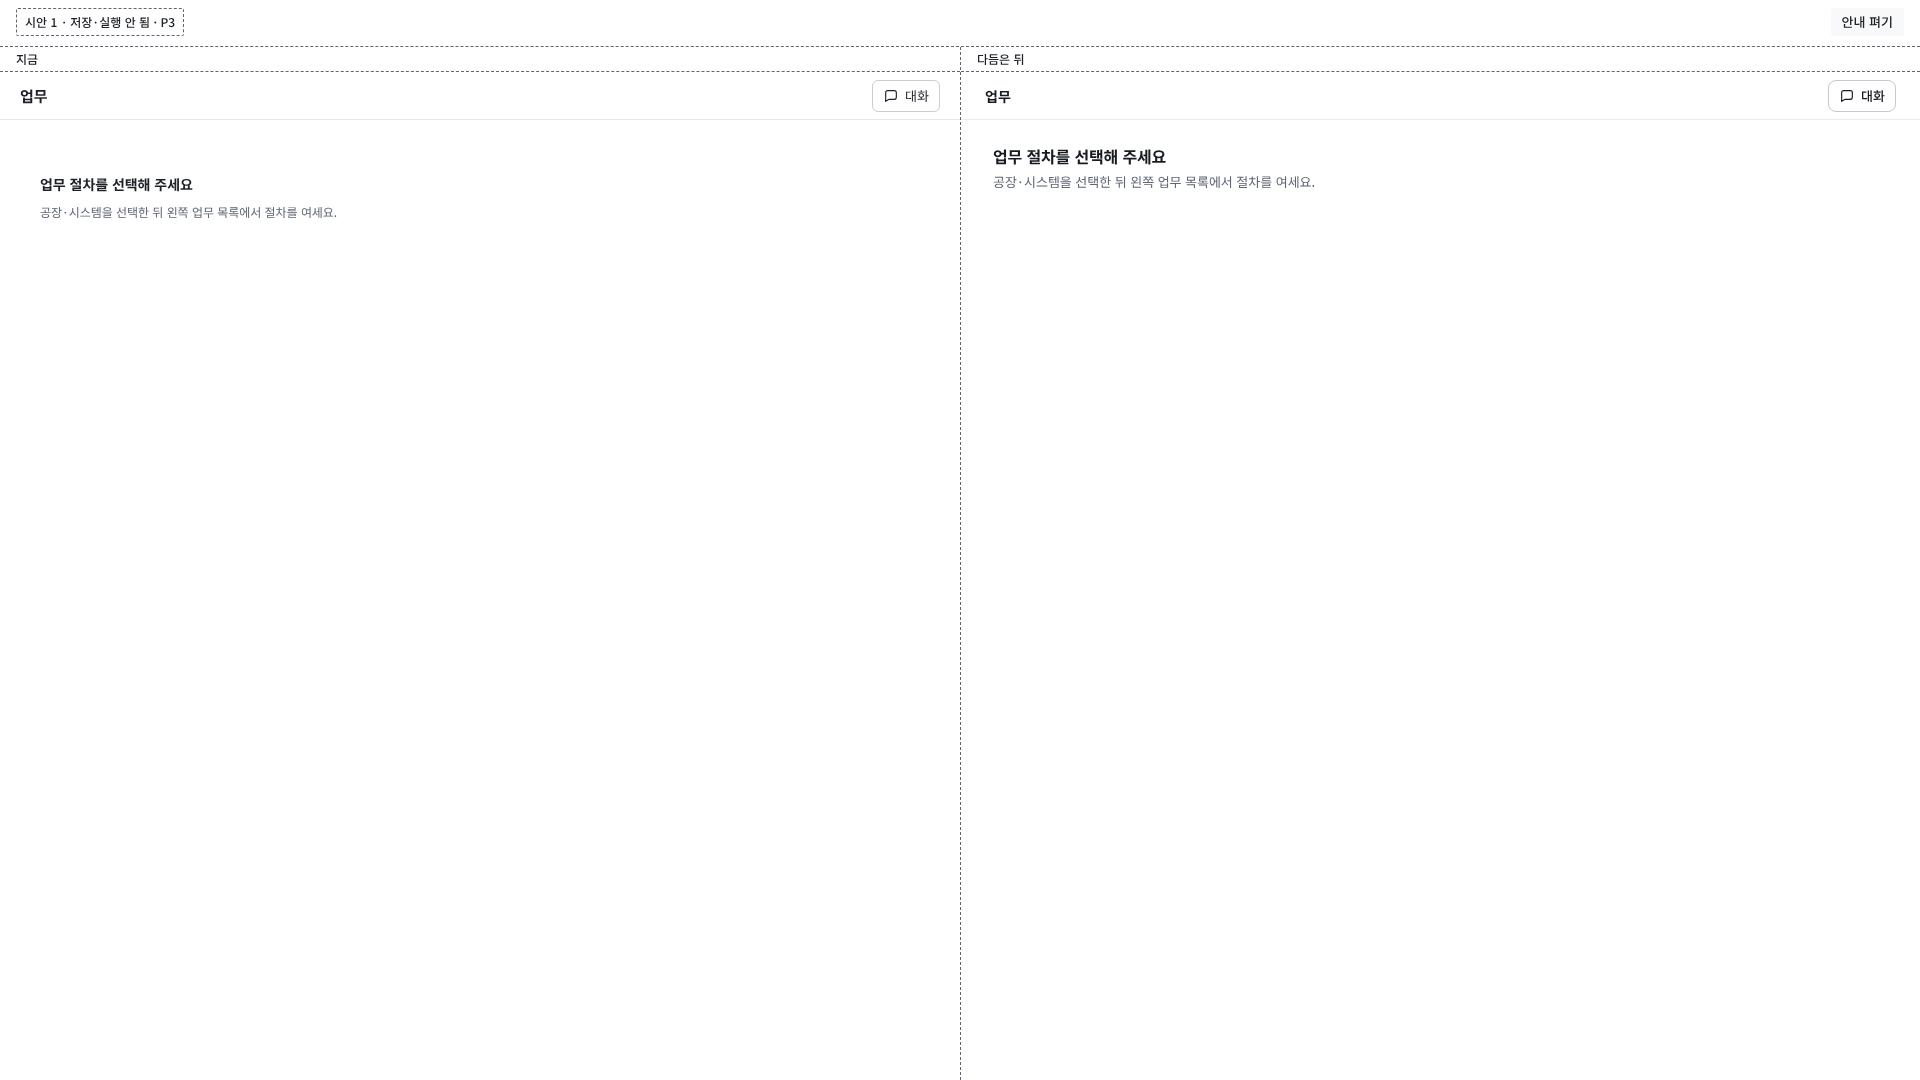 시안 1 · 저장·실행 안 됨 · P3
안내 펴기
지금
다듬은 뒤
업무
대화
업무
대화
업무 절차를 선택해 주세요
공장·시스템을 선택한 뒤 왼쪽 업무 목록에서 절차를 여세요.
업무 절차를 선택해 주세요
공장·시스템을 선택한 뒤 왼쪽 업무 목록에서 절차를 여세요.